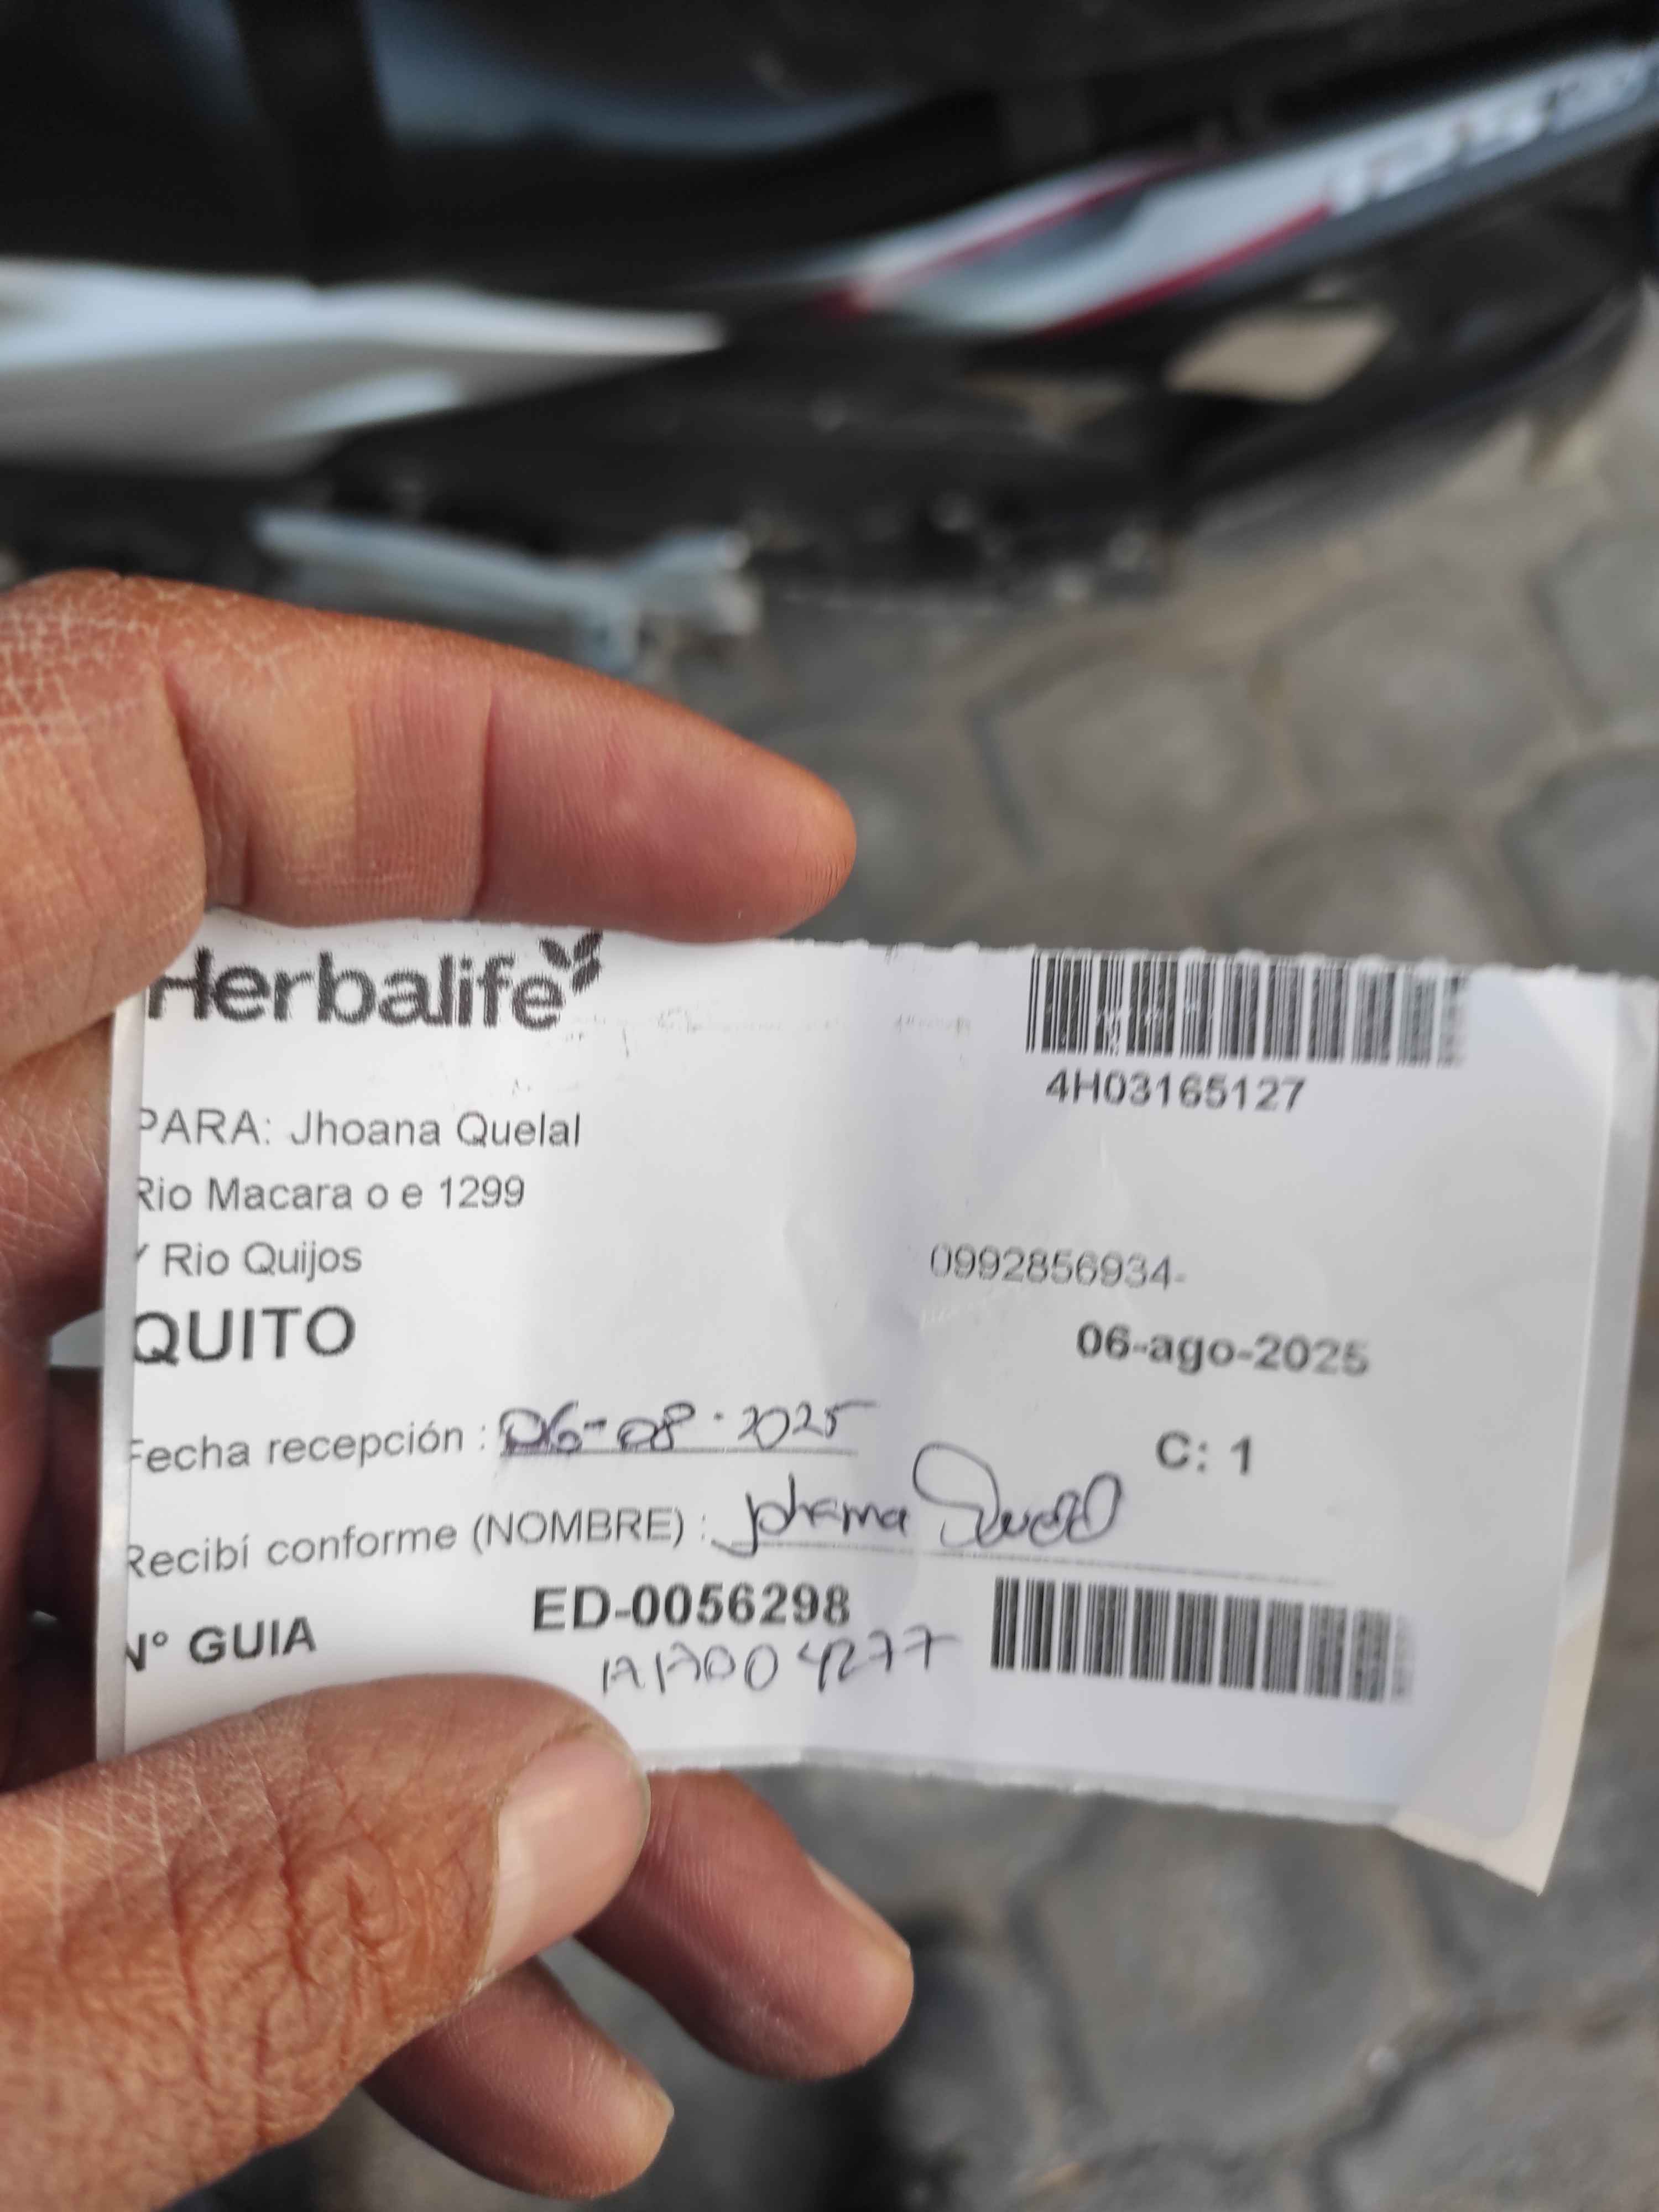 Herbalife
4H03165127
PARA: Jhoana Quelal
Rio Macara o e 1299
Y Rio Quijos
0992856934-
QUITO
06-ago-2025
Fecha recepción : 06-08-2025
C: 1
Recibí conforme (NOMBRE) :
N° GUIA
ED-0056298